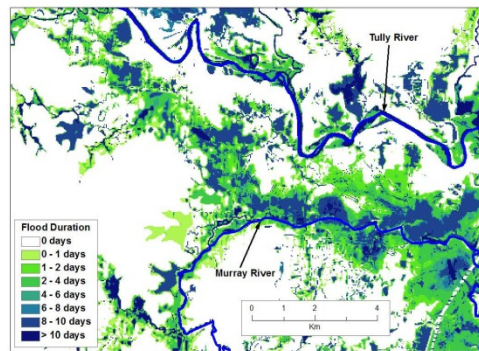 Tully River
Flood Duration
0 days
0 - 1 days
1 - 2 days
2 - 4 days
4 - 6 days
6 - 8 days
8 - 10 days
> 10 days
Murray River
0 2 4
Km